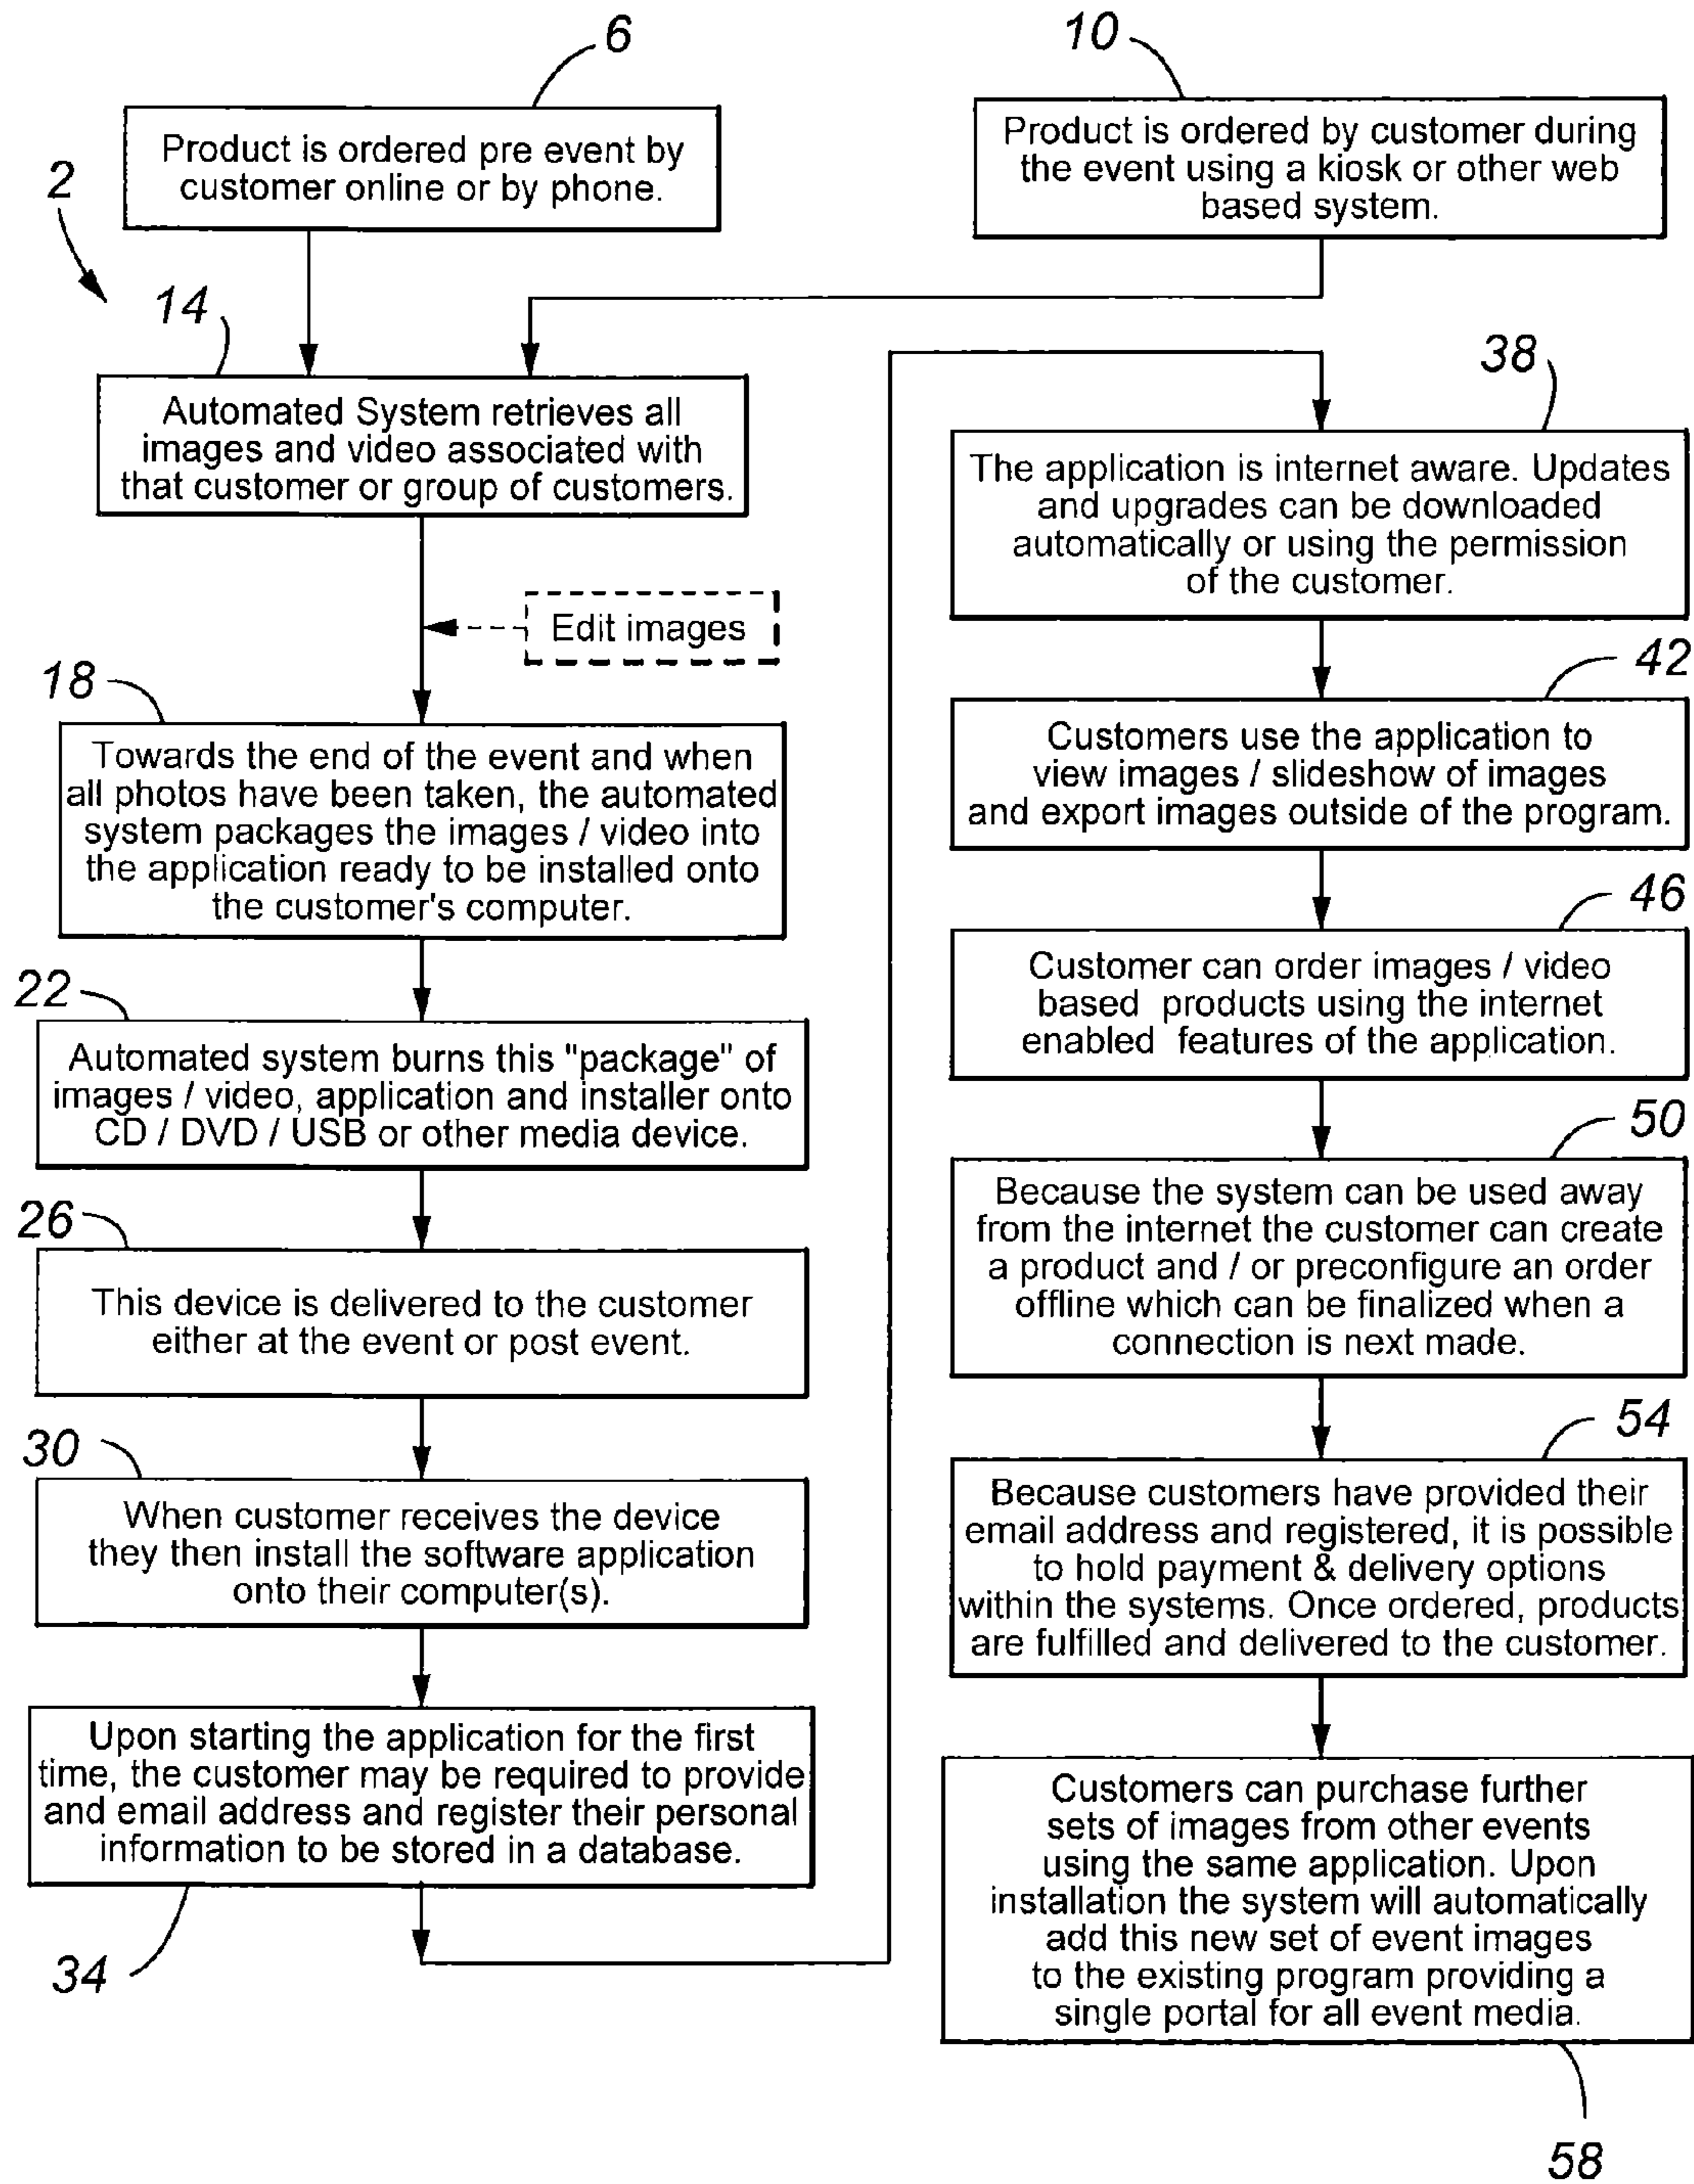 6
Product is ordered pre event by
customer online or by phone.
10
Product is ordered by customer during
the event using a kiosk or other web
based system.
2
14
Automated System retrieves all
images and video associated with
that customer or group of customers.
Edit images
18
Towards the end of the event and when
all photos have been taken, the automated
system packages the images / video into
the application ready to be installed onto
the customer's computer.
22
Automated system burns this "package" of
images / video, application and installer onto
CD / DVD / USB or other media device.
26
This device is delivered to the customer
either at the event or post event.
30
When customer receives the device
they then install the software application
onto their computer(s).
Upon starting the application for the first
time, the customer may be required to provide
and email address and register their personal
information to be stored in a database.
34
38
The application is internet aware. Updates
and upgrades can be downloaded
automatically or using the permission
of the customer.
42
Customers use the application to
view images / slideshow of images
and export images outside of the program.
46
Customer can order images / video
based products using the internet
enabled features of the application.
50
Because the system can be used away
from the internet the customer can create
a product and / or preconfigure an order
offline which can be finalized when a
connection is next made.
54
Because customers have provided their
email address and registered, it is possible
to hold payment & delivery options
within the systems. Once ordered, products
are fulfilled and delivered to the customer.
Customers can purchase further
sets of images from other events
using the same application. Upon
installation the system will automatically
add this new set of event images
to the existing program providing a
single portal for all event media.
58